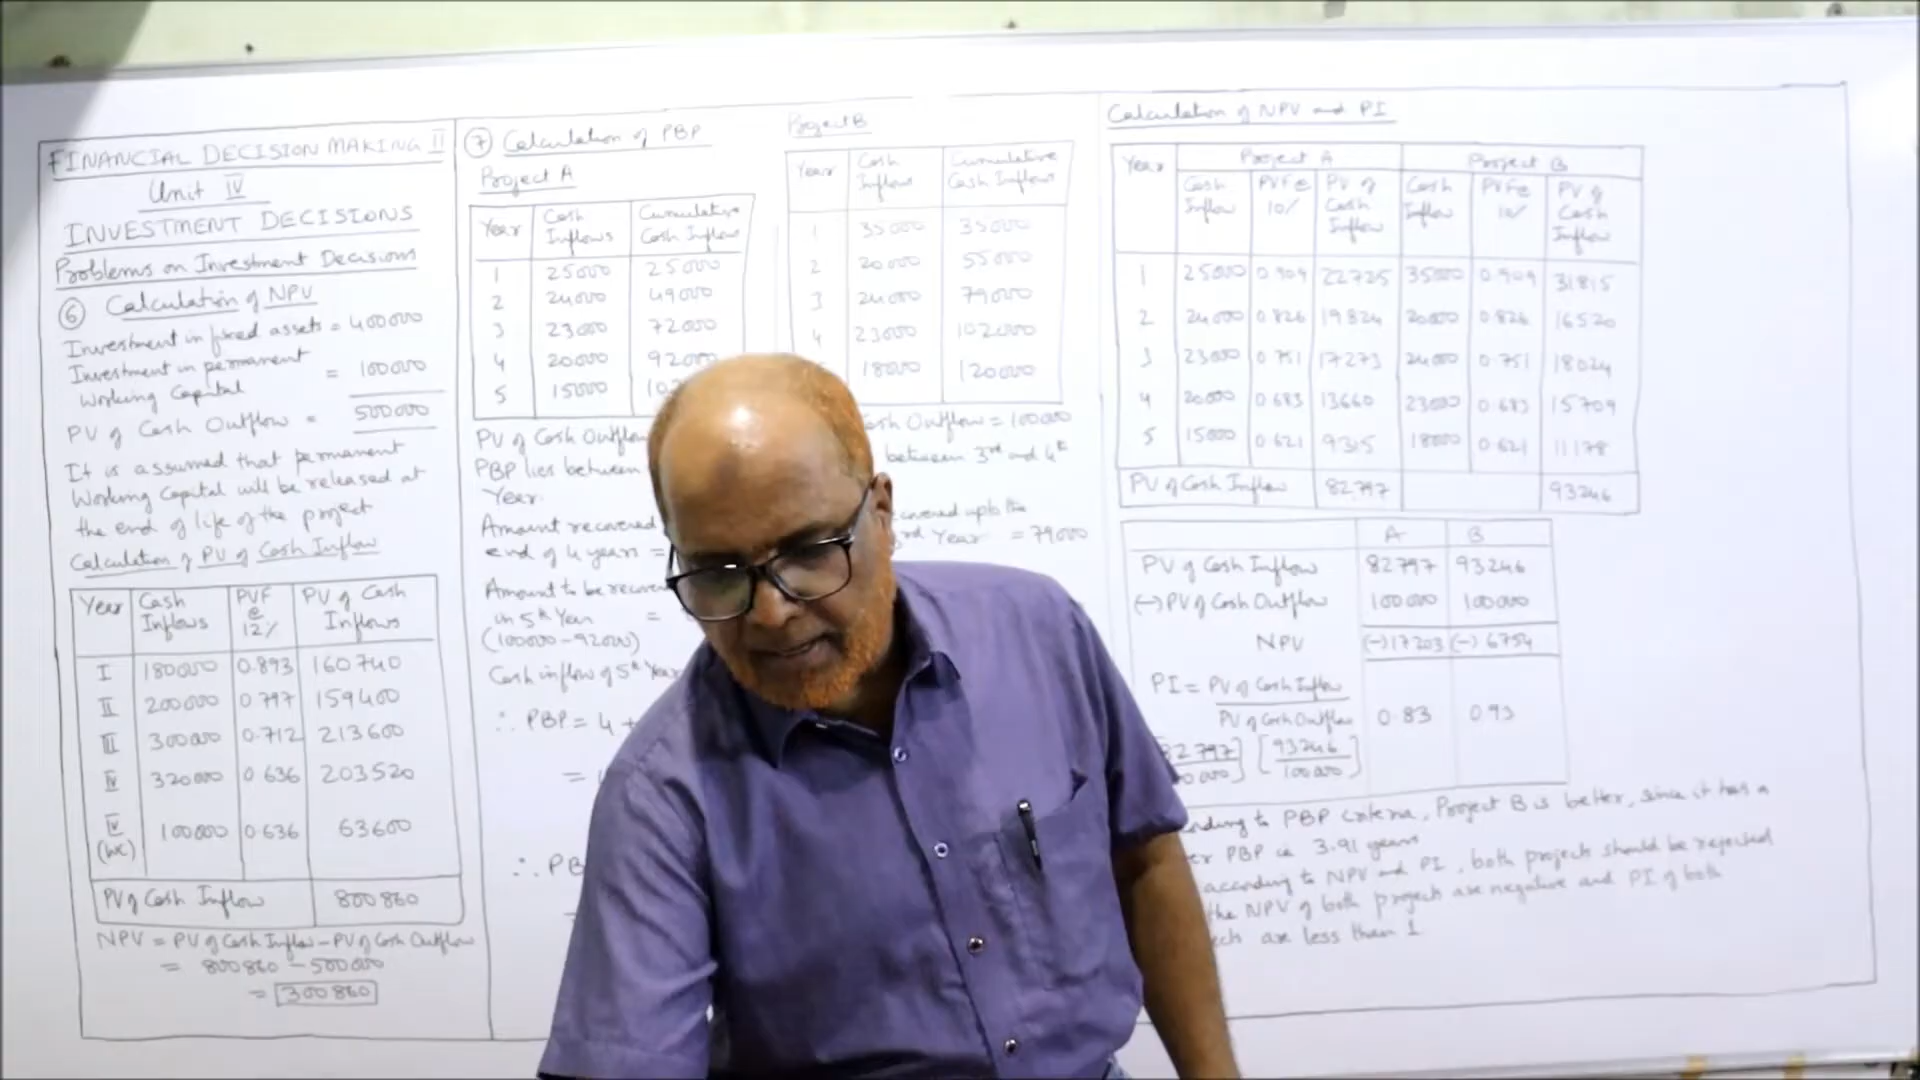 FINANCIAL DECISION MAKING II
Unit IV
INVESTMENT DECISIONS
Problems on Investment Decisions
6 Calculation of NPV
Investment in fixed assets = 400000
Investment in permanent
Working Capital = 100000
PV of Cash Outflow = 500000
It is assumed that permanent
Working Capital will be released at
the end of life of the project
Calculation of PV of Cash Inflow
Year Cash Inflows PVF @ 12% PV of Cash Inflows
I 180000 0.893 160740
II 200000 0.797 159400
III 300000 0.712 213600
IV 320000 0.636 203520
IV (WC) 100000 0.636 63600
PV of Cash Inflow 800860
NPV = PV of Cash Inflow - PV of Cash Outflow
= 800860 - 500000
= 300860
7 Calculation of PBP
Project A
Year Cash Inflows Cumulative Cash Inflow
1 25000 25000
2 24000 49000
3 23000 72000
4 20000 92000
5 15000 10
PV of Cash Outflow
PBP lies between
Year.
Amount recovered
end of 4 years =
Amount to be
in 5th Year =
(100000-92000)
Cash inflow of 5th Year
∴ PBP = 4 +
=
∴ PB
=
Project B
Year Cash Inflows Cumulative Cash Inflows
1 35000 35000
2 20000 55000
3 24000 79000
4 23000 102000
18000 120000
Cash Outflow = 100000
between 3rd and 4th
upto the
Year = 79000
Calculation of NPV and PI
Year Project A Project B
Cash Inflow PVF @ 10% PV of Cash Inflow Cash Inflow PVF @ 10% PV of Cash Inflow
1 25000 0.909 22725 35000 0.909 31815
2 24000 0.826 19824 20000 0.826 16520
3 23000 0.751 17273 24000 0.751 18024
4 20000 0.683 13660 23000 0.683 15709
5 15000 0.621 9315 18000 0.621 11178
PV of Cash Inflow 82797 93246
A B
PV of Cash Inflow 82797 93246
(-) PV of Cash Outflow 100000 100000
NPV (-) 17203 (-) 6754
PI = PV of Cash Inflow
PV of Cash Outflow 0.83 0.93
82797 93246
100000
to PBP criteria, Project B is better, since it has a
PBP ie 3.91 years
according to NPV and PI, both projects should be rejected
the NPV of both projects are negative and PI of both
are less than 1